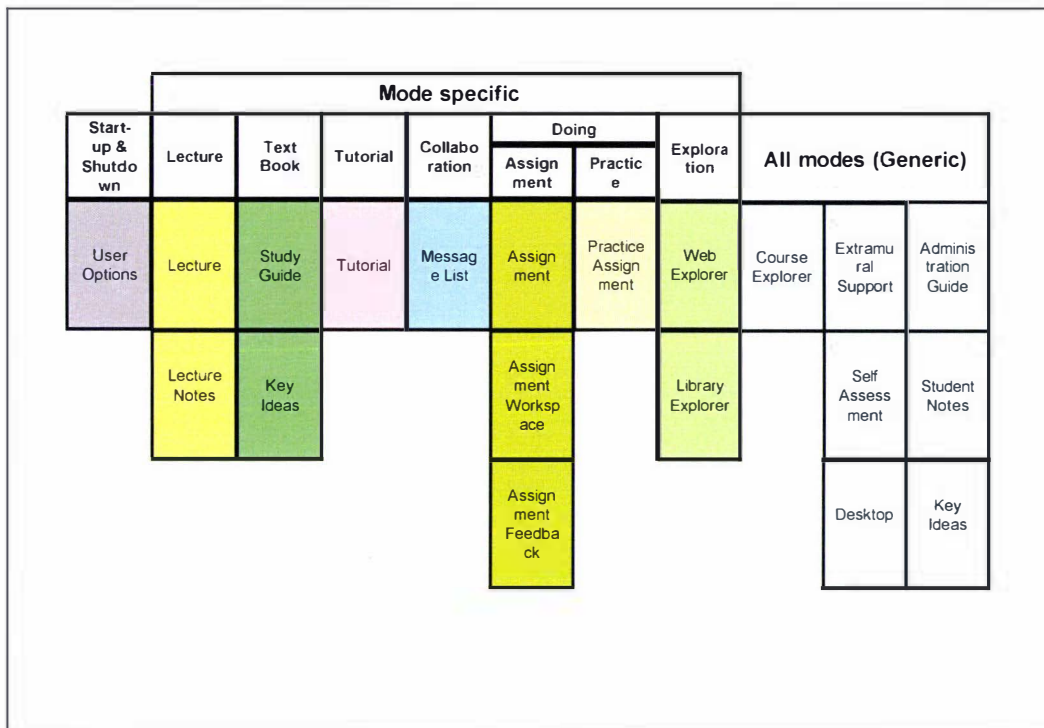 Mode specific
Start-
up &
Shutdo
wn
Lecture
Text
Book
Tutorial
Collabo
ration
Doing
Assign
ment
Practic
e
Explora
tion
All modes (Generic)
User
Options
Lecture
Study
Guide
Tutorial
Messag
e List
Assign
ment
Practice
Assign
ment
Web
Explorer
Course
Explorer
Extramu
ral
Support
Adminis
tration
Guide
Lecture
Notes
Key
Ideas
Assign
ment
Worksp
ace
Library
Explorer
Self
Assess
ment
Student
Notes
Assign
ment
Feedba
ck
Desktop
Key
Ideas